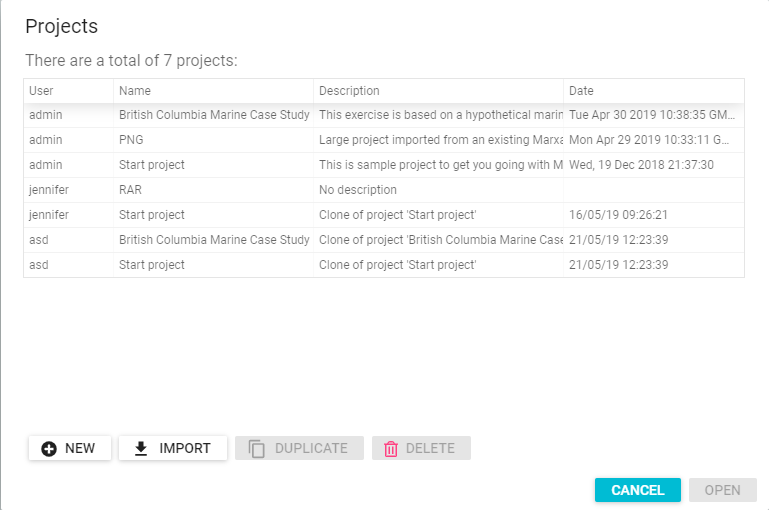 Projects
There are a total of 7 projects:
User Name Description Date
admin British Columbia Marine Case Study This exercise is based on a hypothetical marin Tue Apr 30 2019 10:38:35 GM...
admin PNG Large project imported from an existing Marxa Mon Apr 29 2019 10:33:11 G...
admin Start project This is sample project to get you going with M Wed, 19 Dec 2018 21:37:30
jennifer RAR No description
jennifer Start project Clone of project 'Start project' 16/05/19 09:26:21
asd British Columbia Marine Case Study Clone of project 'British Columbia Marine Case 21/05/19 12:23:39
asd Start project Clone of project 'Start project' 21/05/19 12:23:39
NEW IMPORT DUPLICATE DELETE
CANCEL OPEN